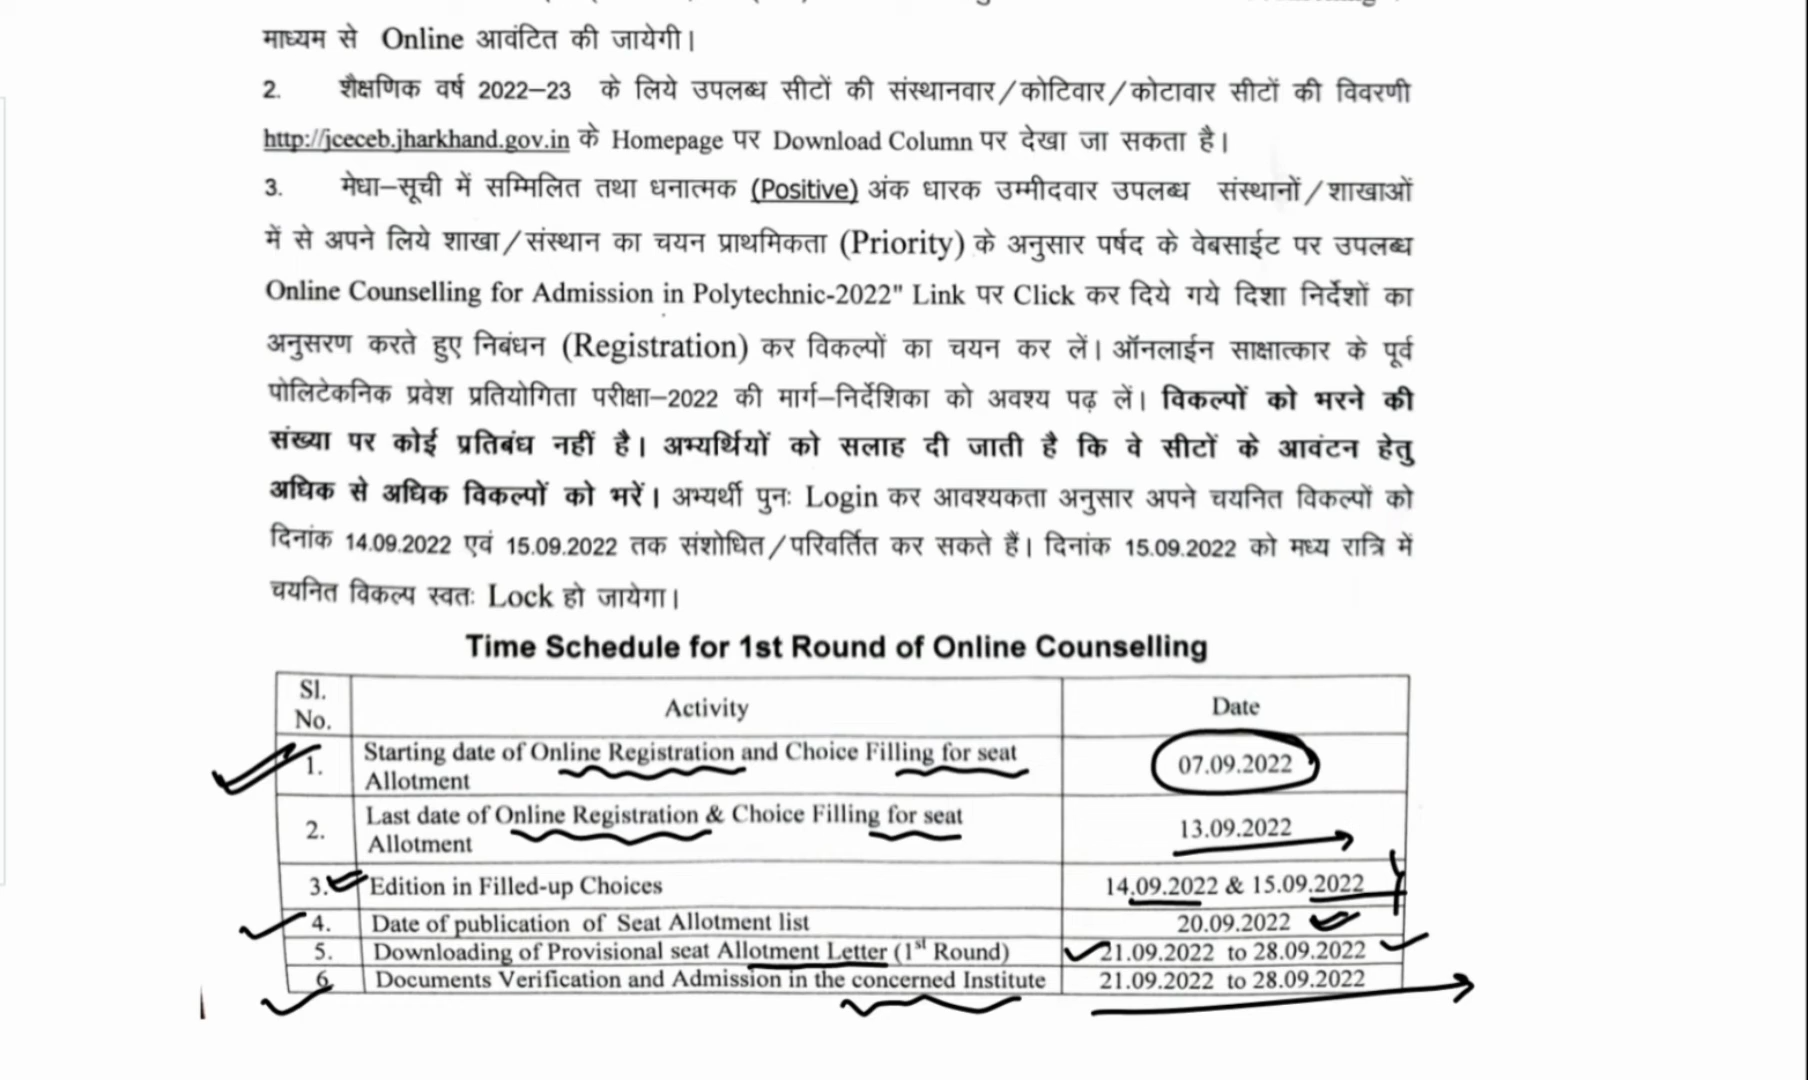 माध्यम से Online आवंटित की जायेगी।
2. शैक्षणिक वर्ष 2022–23 के लिये उपलब्ध सीटों की संस्थानवार/कोटिवार/कोटावार सीटों की विवरणी
http://jceceb.jharkhand.gov.in के Homepage पर Download Column पर देखा जा सकता है।
3. मेधा–सूची में सम्मिलित तथा धनात्मक (Positive) अंक धारक उम्मीदवार उपलब्ध संस्थानों/शाखाओं
में से अपने लिये शाखा/संस्थान का चयन प्राथमिकता (Priority) के अनुसार पर्षद के वेबसाईट पर उपलब्ध
Online Counselling for Admission in Polytechnic-2022" Link पर Click कर दिये गये दिशा निर्देशों का
अनुसरण करते हुए निबंधन (Registration) कर विकल्पों का चयन कर लें। ऑनलाईन साक्षात्कार के पूर्व
पोलिटेकनिक प्रवेश प्रतियोगिता परीक्षा–2022 की मार्ग–निर्देशिका को अवश्य पढ़ लें। विकल्पों को भरने की
संख्या पर कोई प्रतिबंध नहीं है। अभ्यर्थियों को सलाह दी जाती है कि वे सीटों के आवंटन हेतु
अधिक से अधिक विकल्पों को भरें। अभ्यर्थी पुनः Login कर आवश्यकता अनुसार अपने चयनित विकल्पों को
दिनांक 14.09.2022 एवं 15.09.2022 तक संशोधित/परिवर्तित कर सकते हैं। दिनांक 15.09.2022 को मध्य रात्रि में
चयनित विकल्प स्वतः Lock हो जायेगा।
Time Schedule for 1st Round of Online Counselling
Sl. No. Activity Date
1. Starting date of Online Registration and Choice Filling for seat 07.09.2022
Allotment
2. Last date of Online Registration & Choice Filling for seat 13.09.2022
Allotment
3. Edition in Filled-up Choices 14.09.2022 & 15.09.2022
4. Date of publication of Seat Allotment list 20.09.2022
5. Downloading of Provisional seat Allotment Letter (1st Round) 21.09.2022 to 28.09.2022
6. Documents Verification and Admission in the concerned Institute 21.09.2022 to 28.09.2022